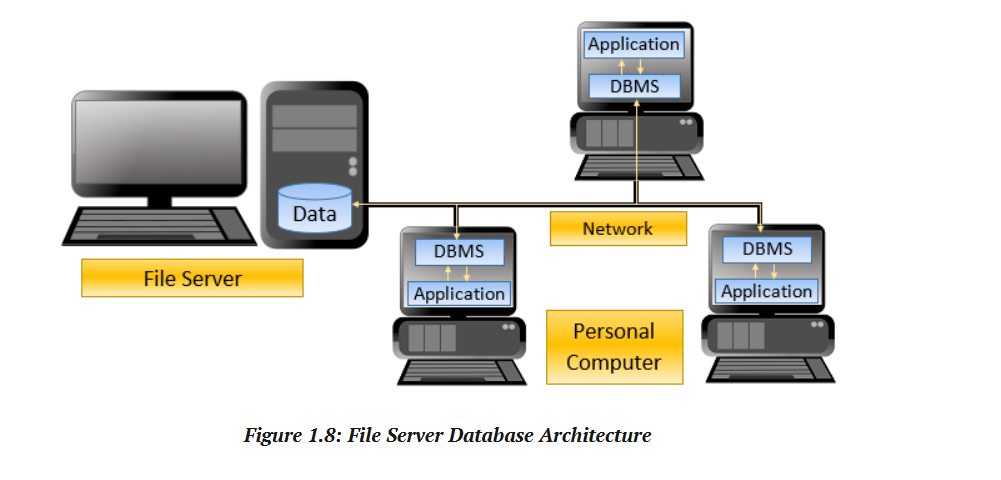 Application
DBMS
Data
Network
DBMS
Application
DBMS
Application
File Server
Personal
Computer
Figure 1.8: File Server Database Architecture